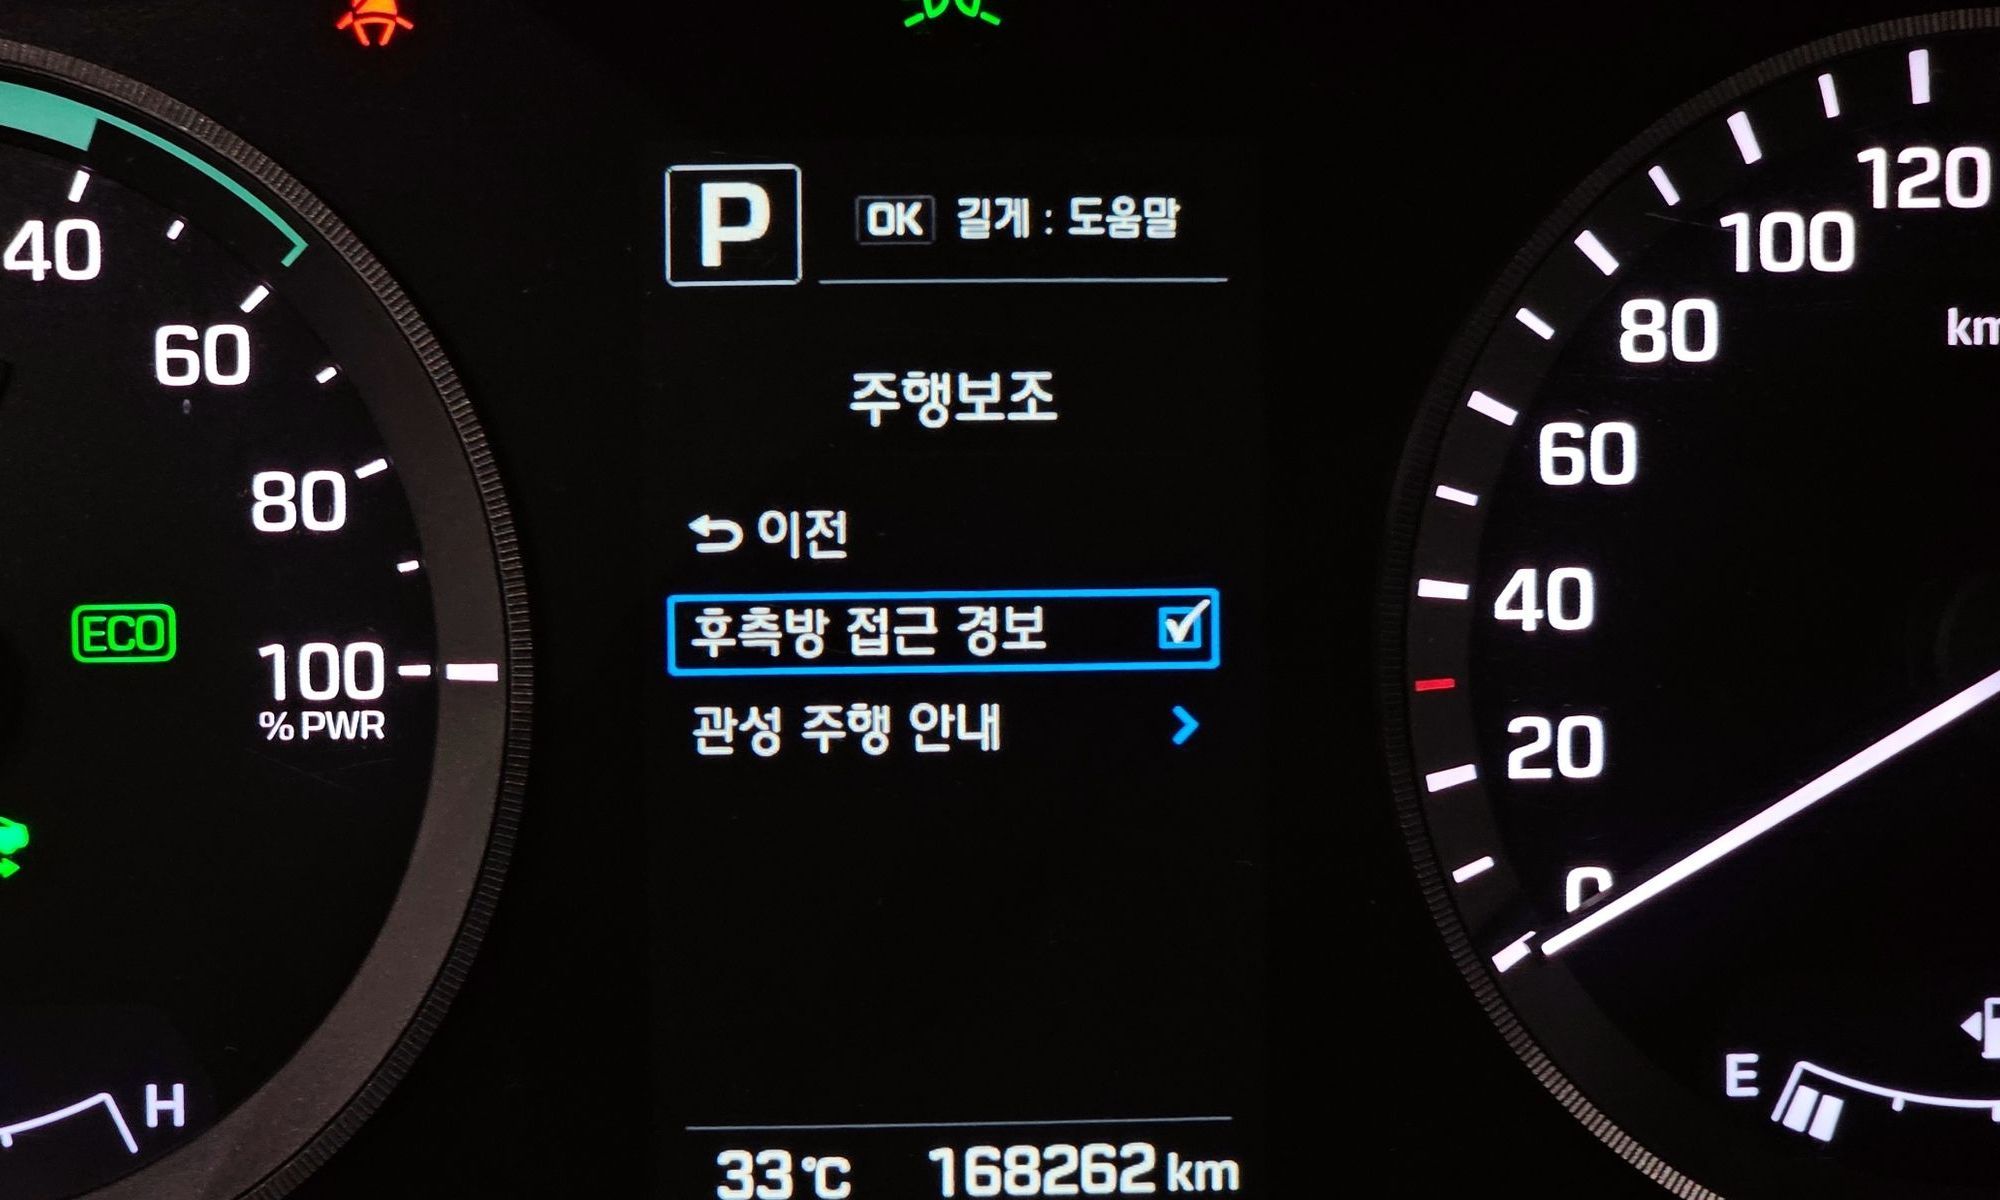 P
OK 길게 : 도움말
주행보조
이전
후측방 접근 경보
관성 주행 안내
33℃ 168262 km
40
60
80
100
% PWR
ECO
H
120
100
80
60
40
20
0
km
E